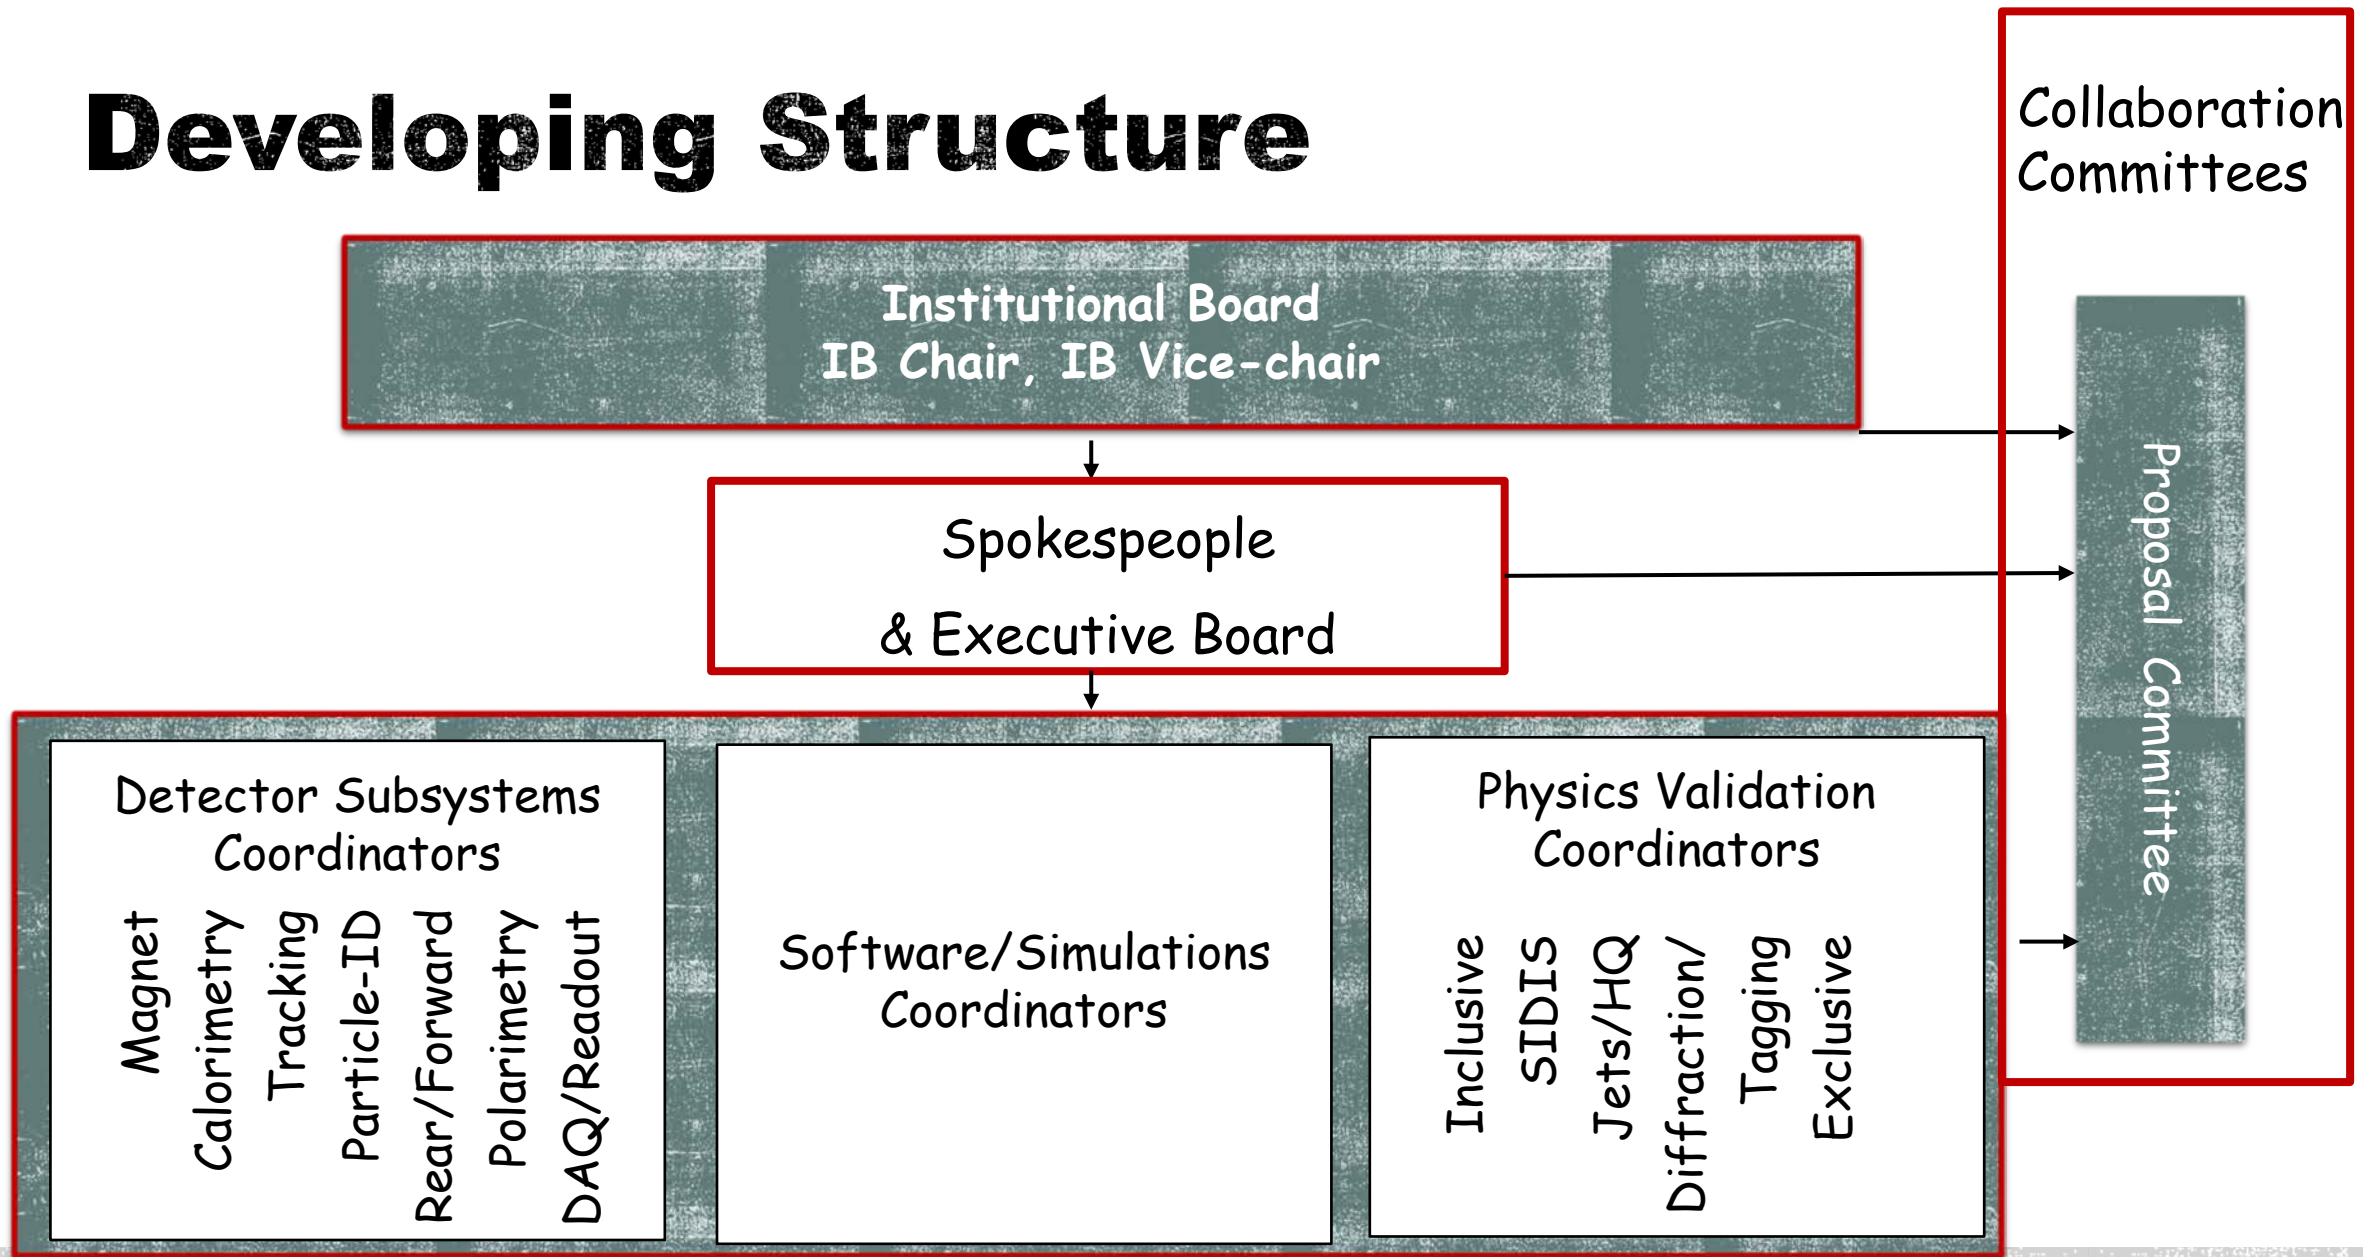 Developing Structure
Collaboration
Committees
Institutional Board
IB Chair, IB Vice-chair
Spokespeople
& Executive Board
Proposal Committee
Detector Subsystems
Coordinators
Magnet
Calorimetry
Tracking
Particle-ID
Rear/Forward
Polarimetry
DAQ/Readout
Software/Simulations
Coordinators
Physics Validation
Coordinators
Inclusive
SIDIS
Jets/HQ
Diffraction/
Tagging
Exclusive